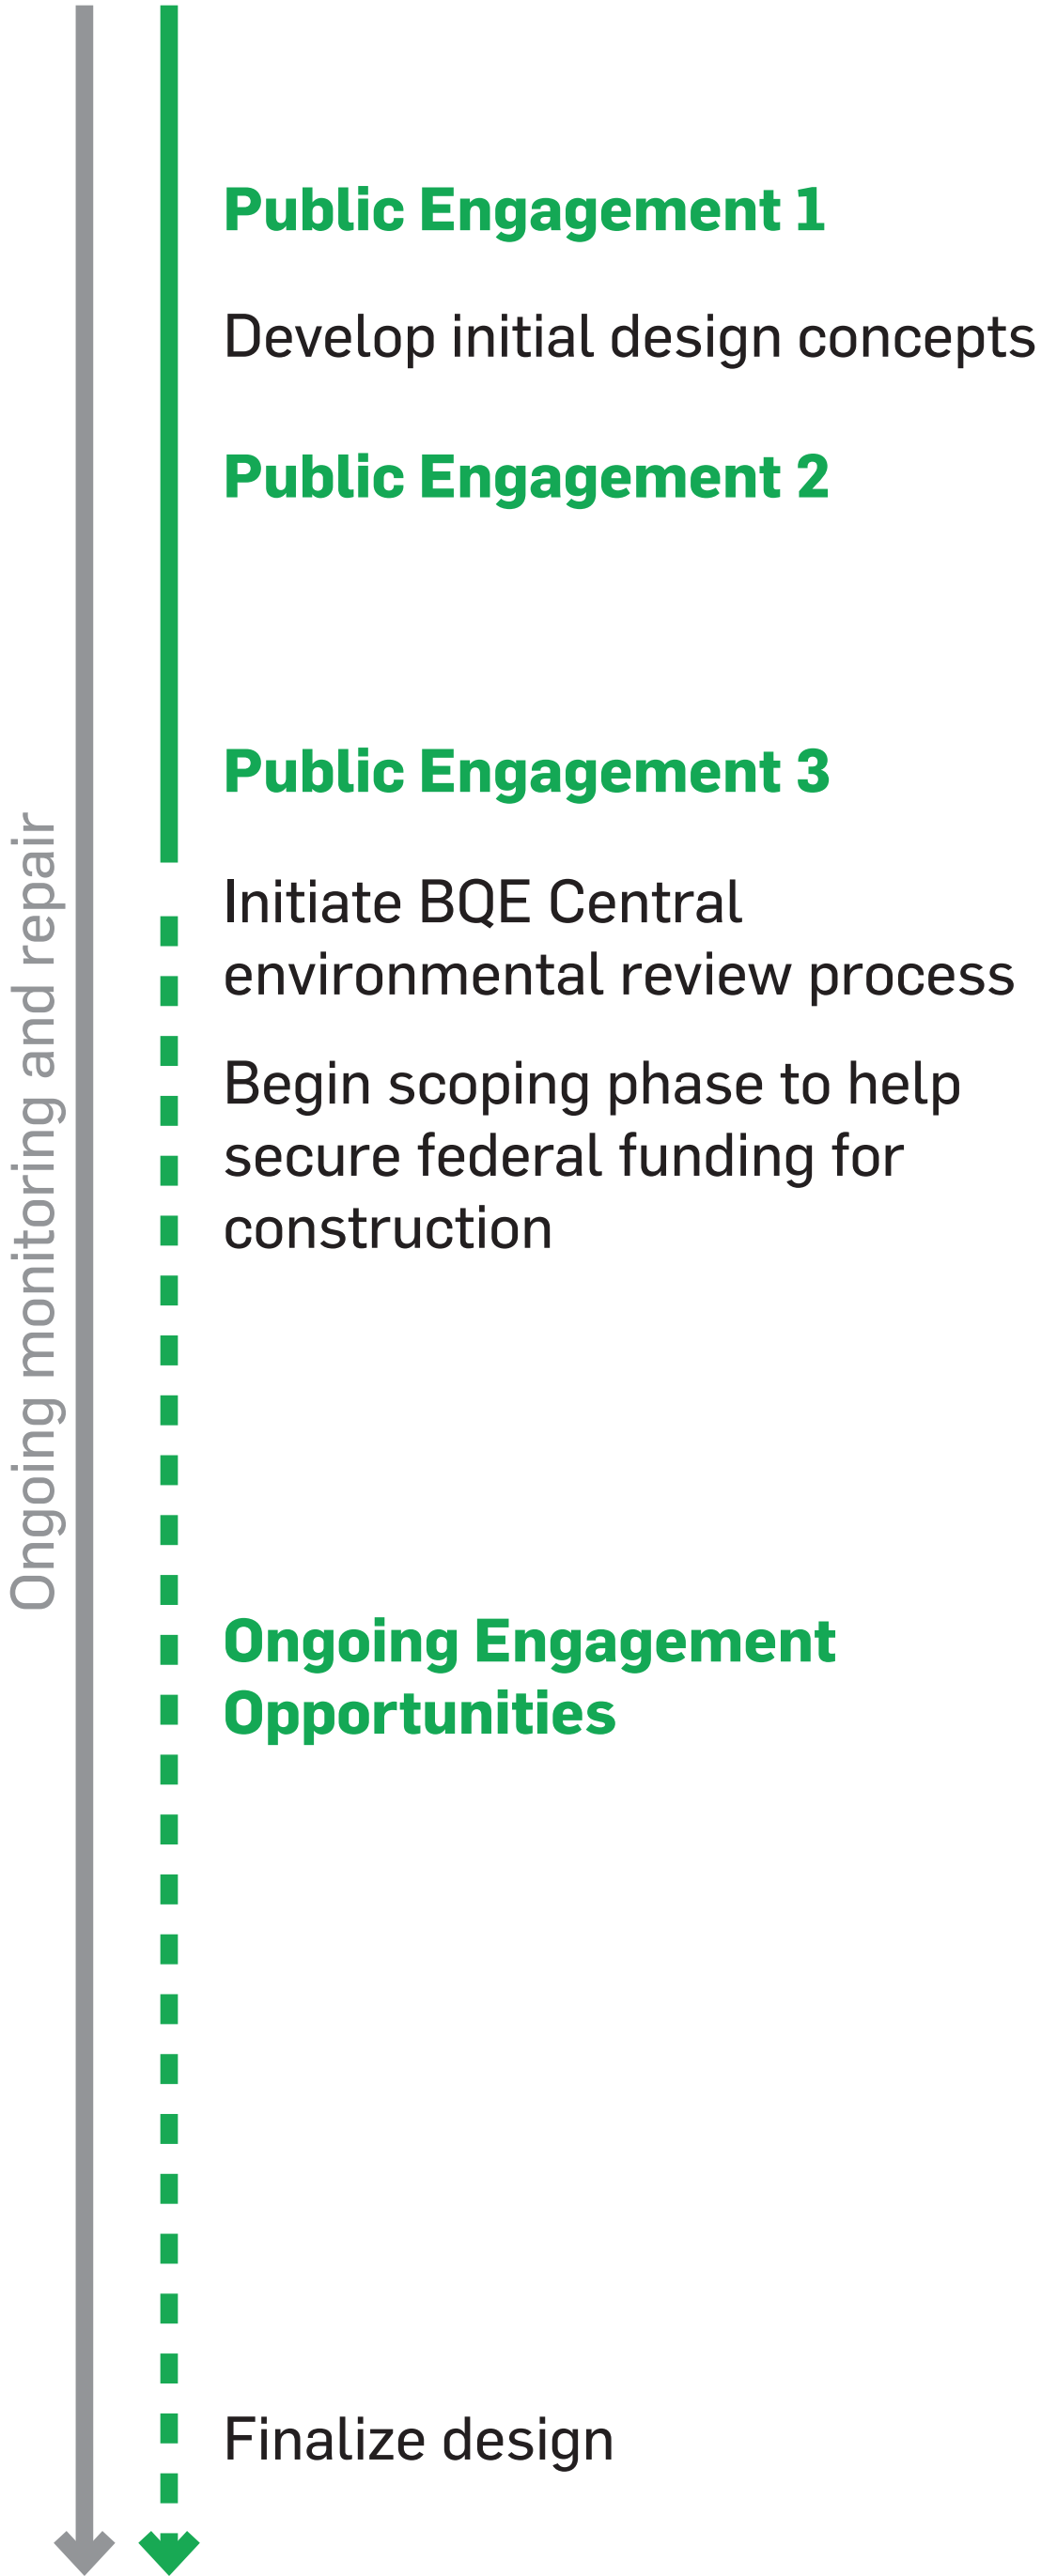 Public Engagement 1
Develop initial design concepts
Public Engagement 2
Public Engagement 3
Initiate BQE Central
environmental review process
Begin scoping phase to help
secure federal funding for
construction
Ongoing Engagement
Opportunities
Finalize design
Ongoing monitoring and repair